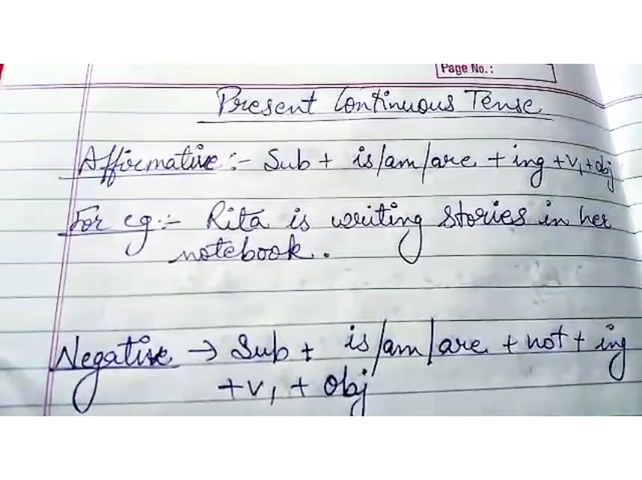 Page No.:
Present Continuous Tense
Affirmative:- Sub + is/am/are + ing + v1 + obj
For eg:- Rita is writing stories in her
notebook.
Negative → Sub + is/am/are + not + ing
+ v1 + obj